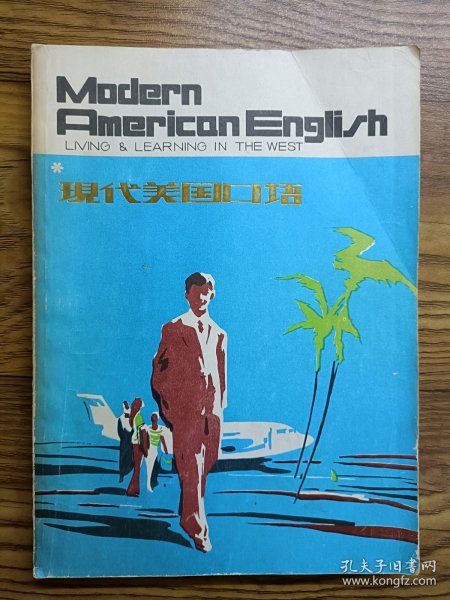 Modern
American English
LIVING & LEARNING IN THE WEST
*現代美国口语
孔夫子旧书网
www.kongfz.com